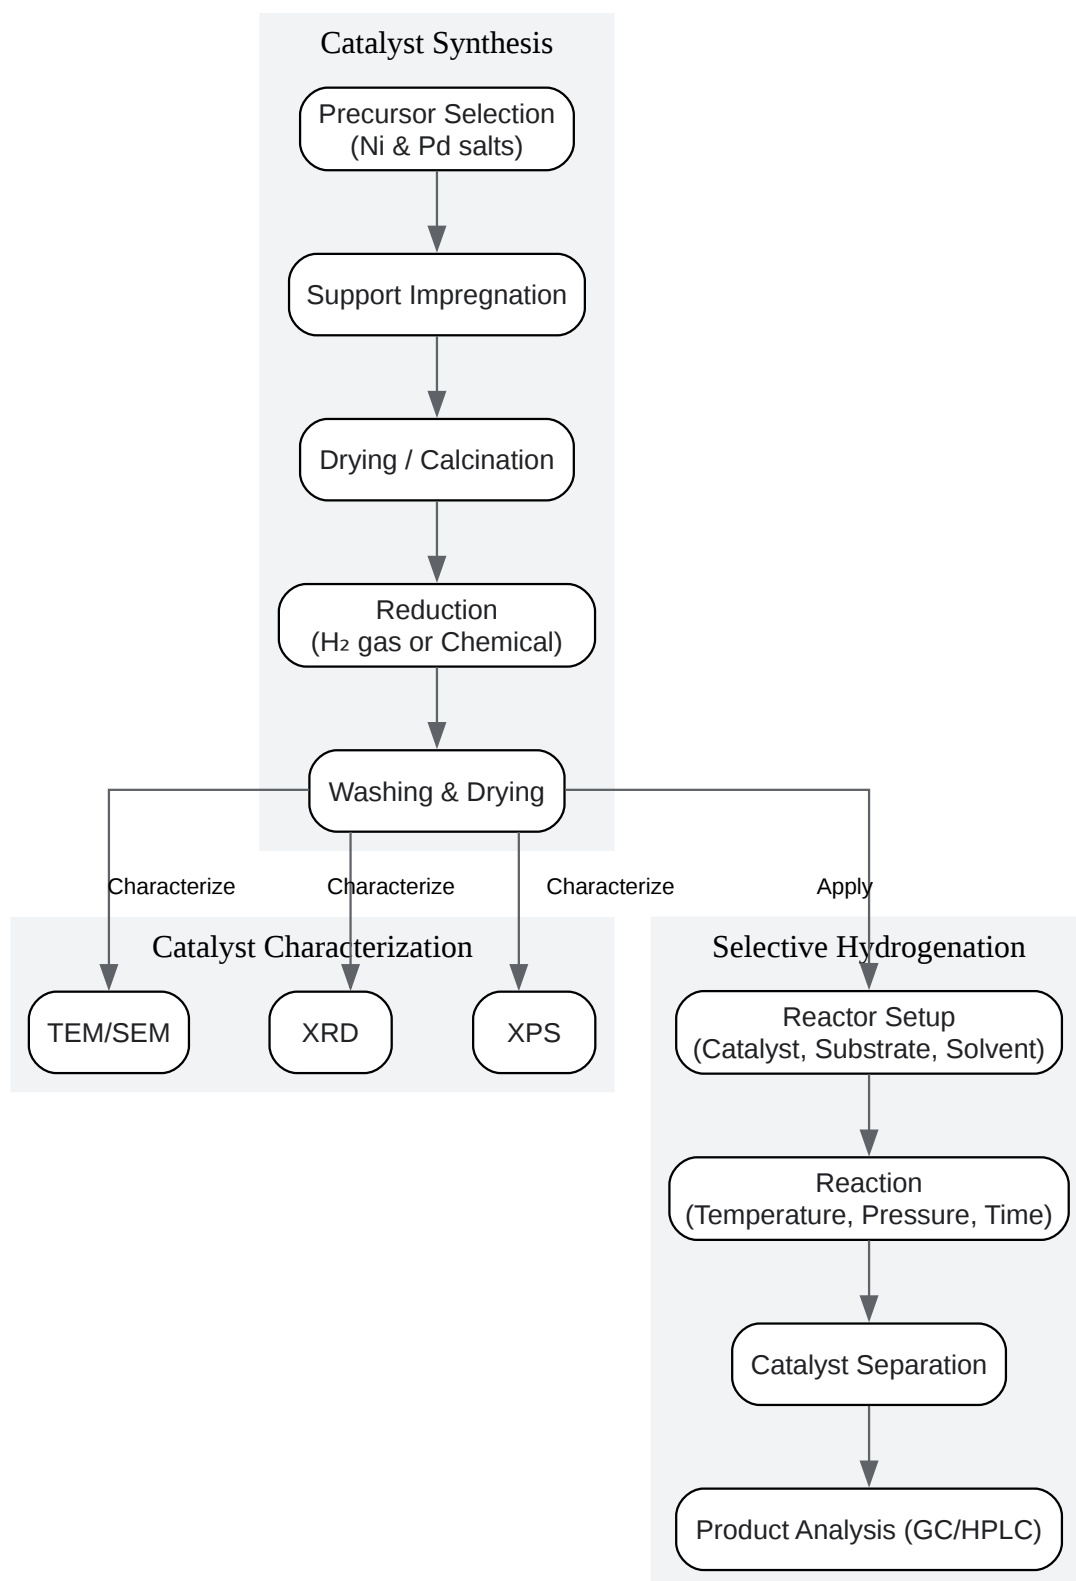 Catalyst Synthesis
Precursor Selection
(Ni & Pd salts)
Support Impregnation
Drying / Calcination
Reduction
(H₂ gas or Chemical)
Washing & Drying
Characterize
Characterize
Characterize
Apply
Catalyst Characterization
TEM/SEM
XRD
XPS
Selective Hydrogenation
Reactor Setup
(Catalyst, Substrate, Solvent)
Reaction
(Temperature, Pressure, Time)
Catalyst Separation
Product Analysis (GC/HPLC)